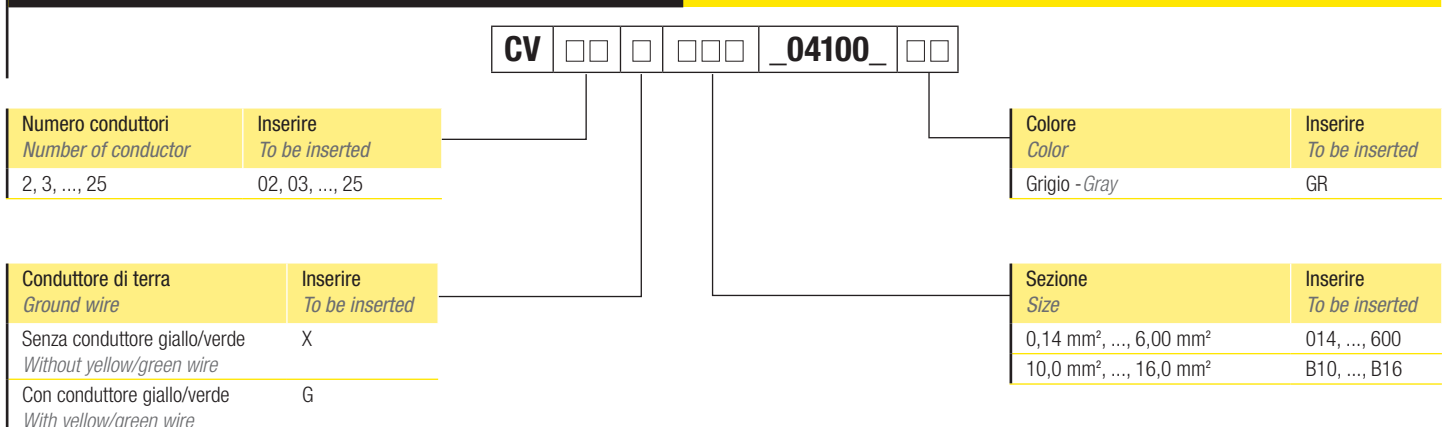 CV □□ □ □□□ _04100_ □□
Numero conduttori Inserire
Number of conductor To be inserted
2, 3, ..., 25 02, 03, ..., 25
Conduttore di terra Inserire
Ground wire To be inserted
Senza conduttore giallo/verde X
Without yellow/green wire
Con conduttore giallo/verde G
With yellow/green wire
Colore Inserire
Color To be inserted
Grigio - Gray GR
Sezione Inserire
Size To be inserted
0,14 mm², ..., 6,00 mm² 014, ..., 600
10,0 mm², ..., 16,0 mm² B10, ..., B16